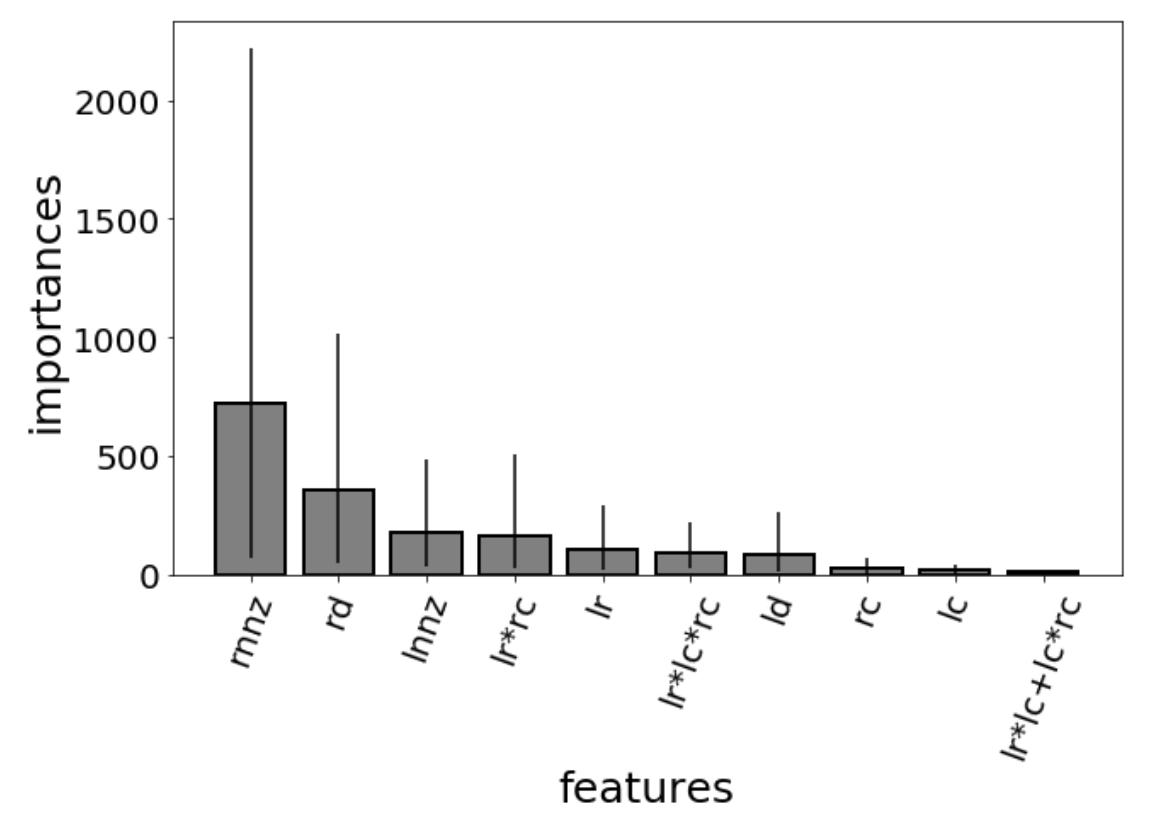 2000
1500
1000
500
0
importances
rnnz
rd
lnnz
lr*rc
lr
lr*lc*rc
ld
rc
lc
lr*lc+lc*rc
features